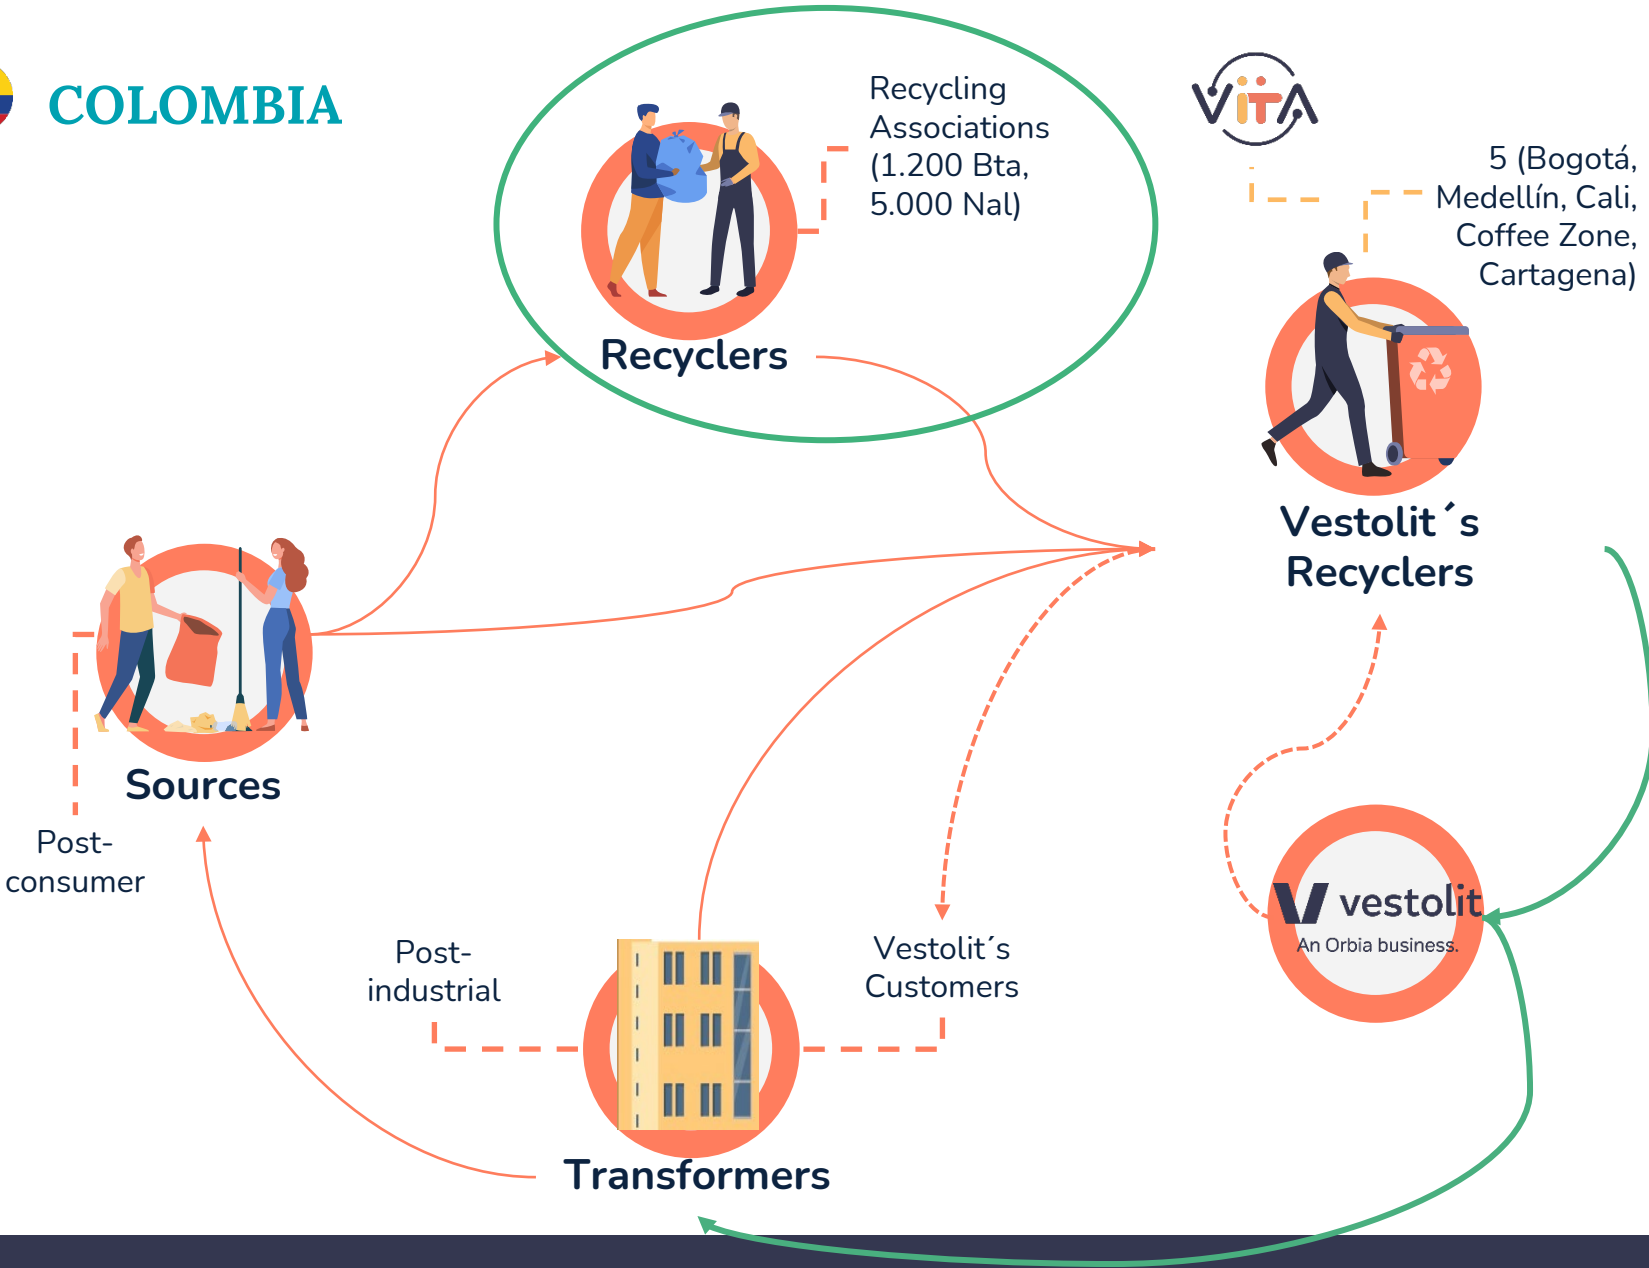 COLOMBIA
Recycling
Associations
(1.200 Bta,
5.000 Nal)
ViTA
5 (Bogotá,
Medellín, Cali,
Coffee Zone,
Cartagena)
Recyclers
Vestolit´s
Recyclers
Sources
Post-
consumer
Post-
industrial
Vestolit´s
Customers
vestolit
An Orbia business.
Transformers